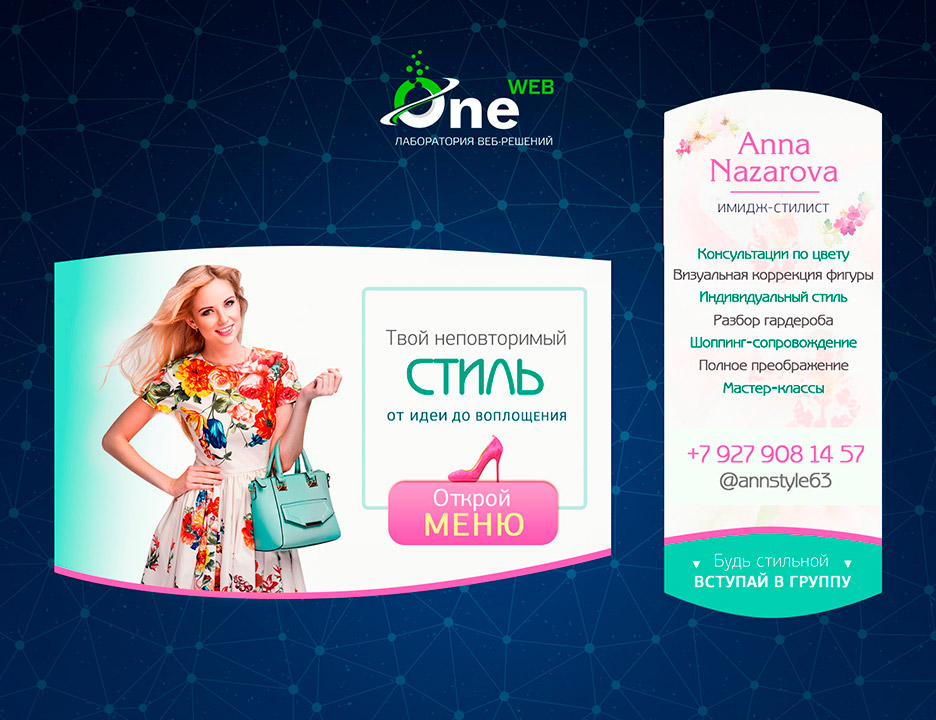 One WEB
ЛАБОРАТОРИЯ ВЕБ-РЕШЕНИЙ
Твой неповторимый
СТИЛЬ
от идеи до воплощения
Открой
МЕНЮ
Anna
Nazarova
имидж-стилист
Консультации по цвету
Визуальная коррекция фигуры
Индивидуальный стиль
Разбор гардероба
Шоппинг-сопровождение
Полное преображение
Мастер-классы
+7 927 908 14 57
@annstyle63
Будь стильной
ВСТУПАЙ В ГРУППУ